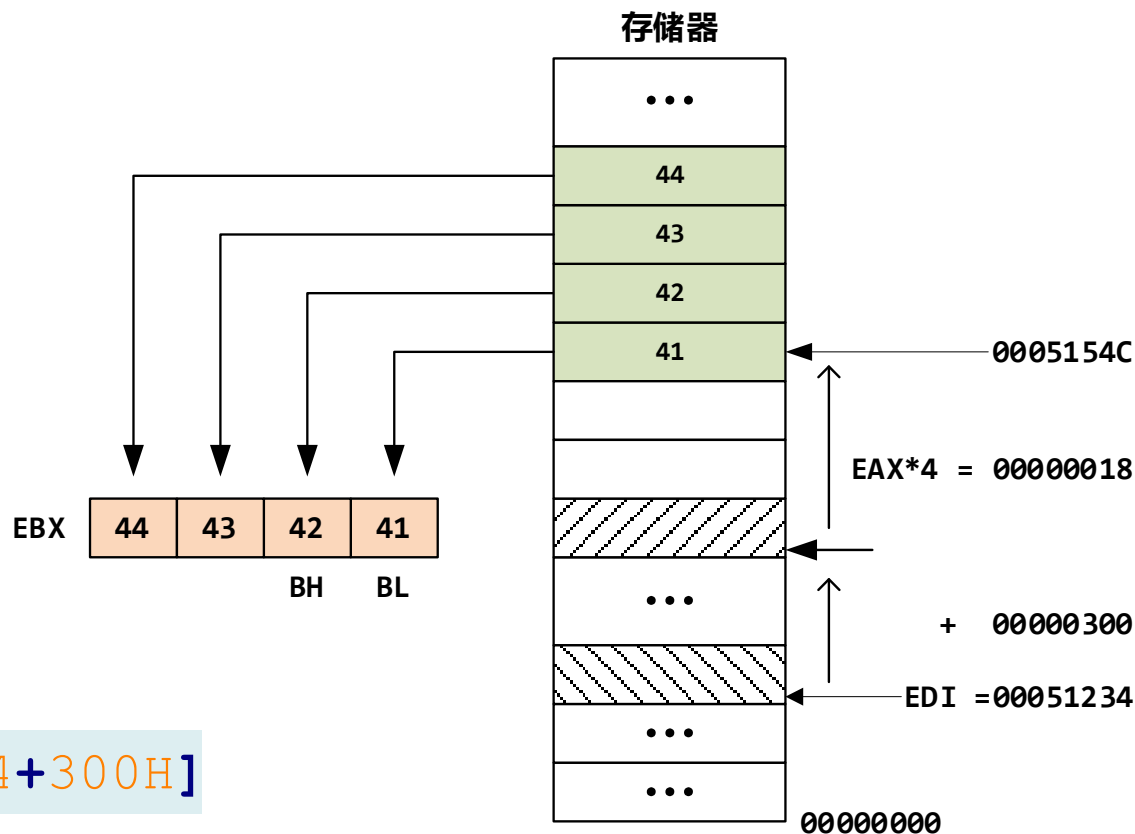 存储器
•••
44
43
42
41
0005154C
EAX*4 = 00000018
EBX 44 43 42 41
BH BL
•••
+ 00000300
EDI =00051234
•••
4+300H]
•••
00000000